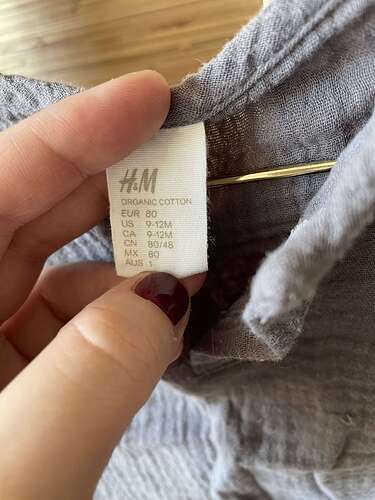 H&M
ORGANIC COTTON
EUR 80
US 9-12M
CA 9-12M
CN 80/48
MX 80
AUS 1